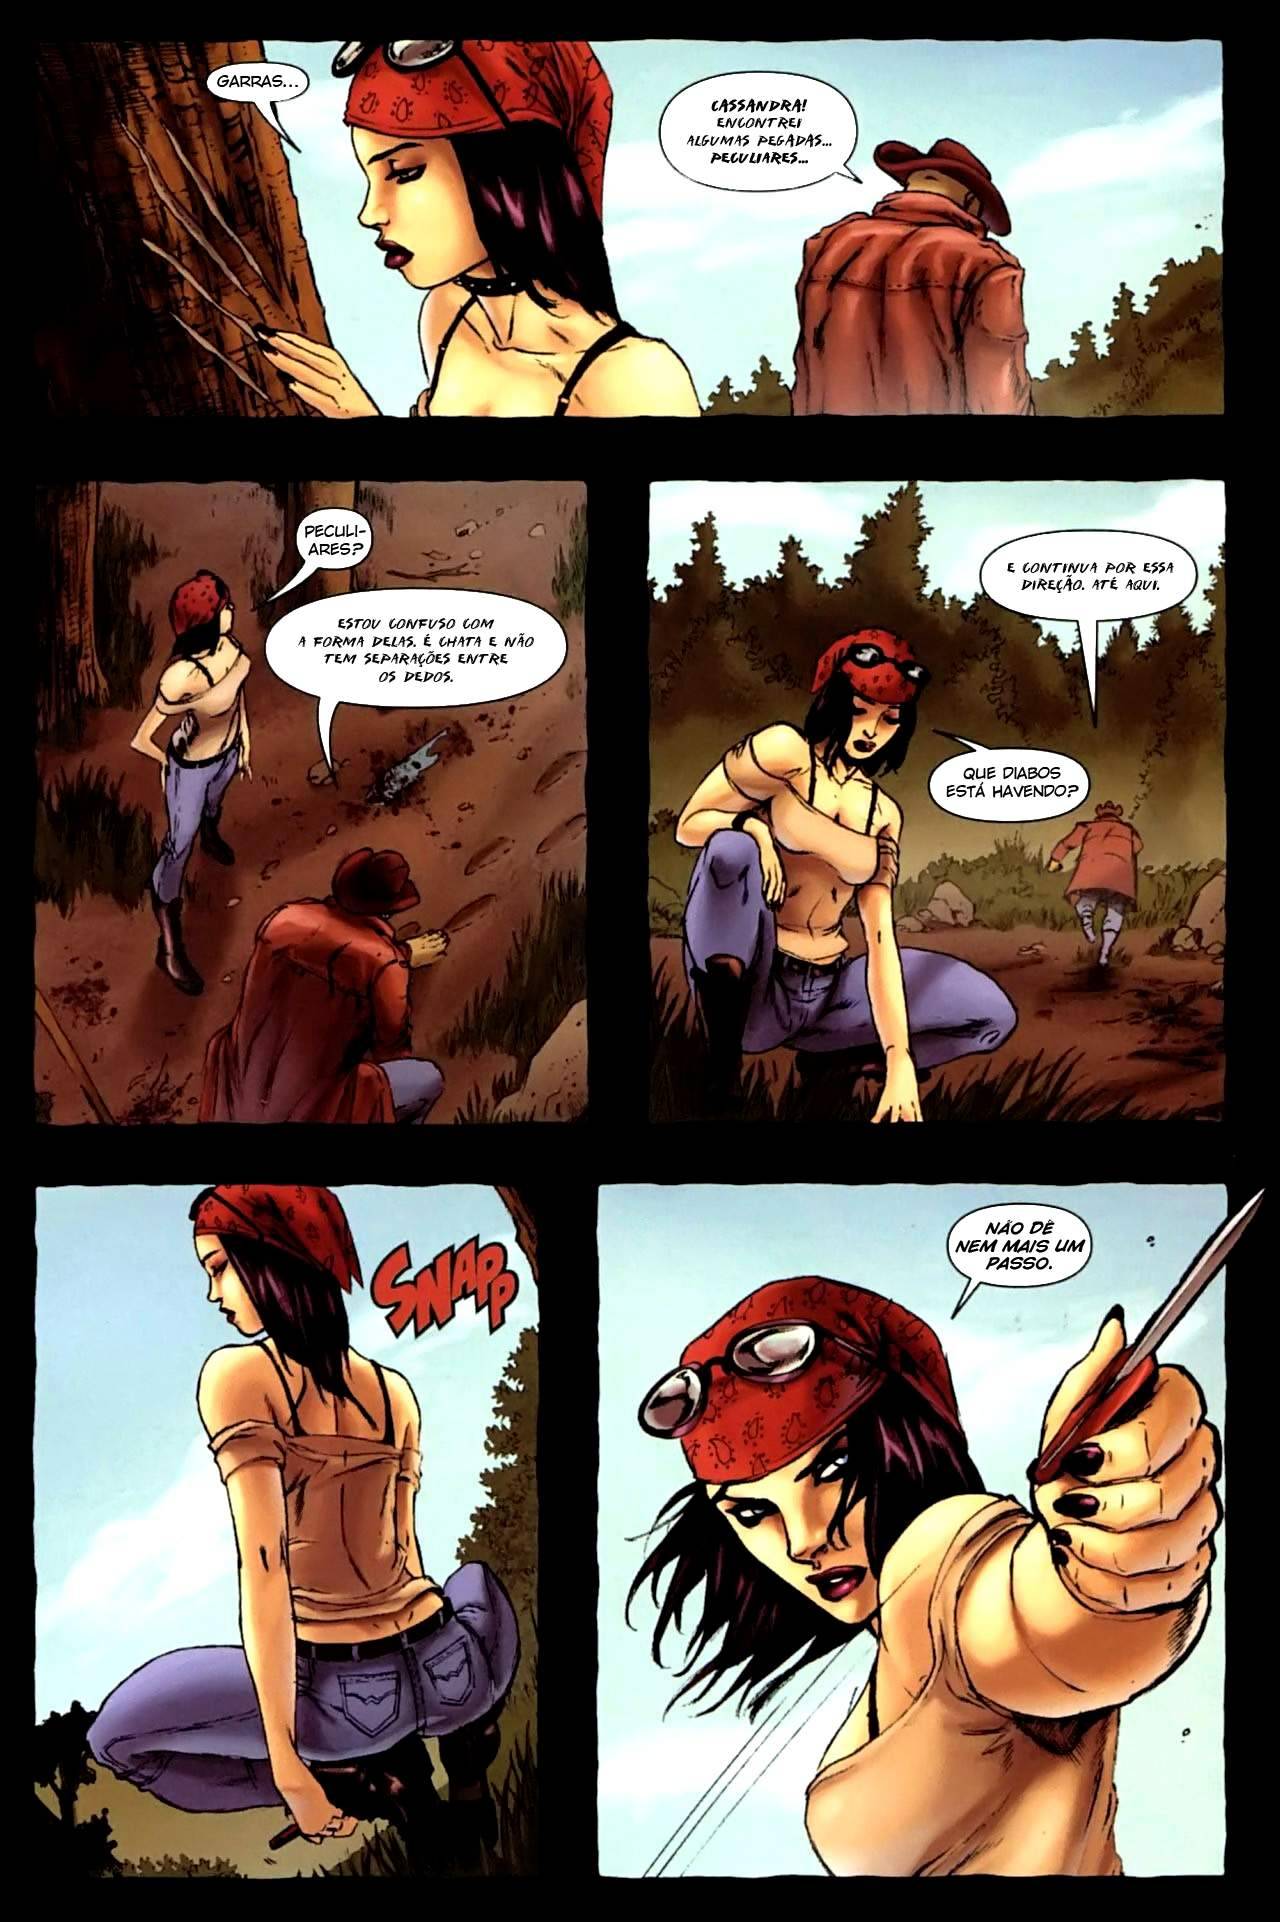 GARRAS...
CASSANDRA!
ENCONTREI
ALGUMAS PEGADAS...
PECULIARES...
PECULI-
ARES?
ESTOU CONFUSO COM
A FORMA DELAS. É CHATA E NÃO
TEM SEPARAÇÕES ENTRE
OS DEDOS.
E CONTINUA POR ESSA
DIREÇÃO. ATÉ AQUI.
QUE DIABOS
ESTÁ HAVENDO?
SNAPP
NÃO DÊ
NEM MAIS UM
PASSO.